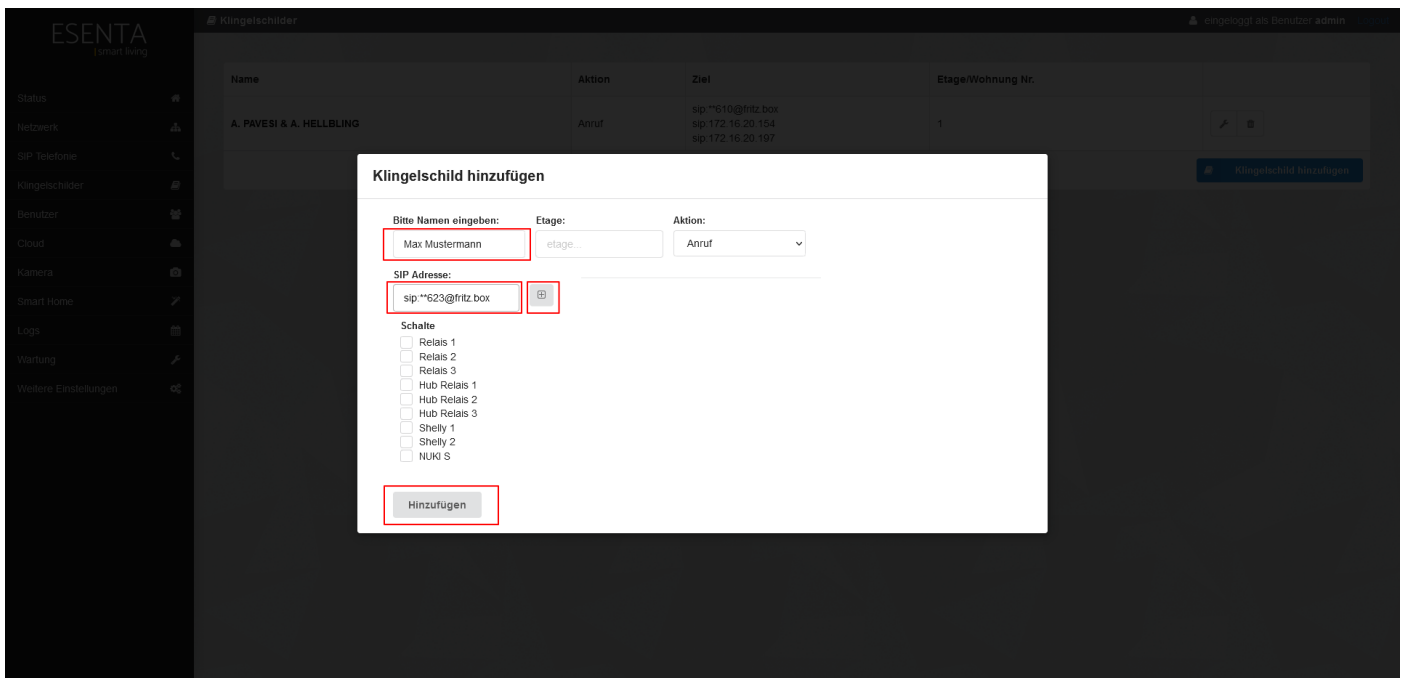 ESENTA
|smart living
Klingelschilder
eingeloggt als Benutzer admin
Logout
Status
Netzwerk
SIP Telefonie
Klingelschilder
Benutzer
Cloud
Kamera
Smart Home
Logs
Wartung
Weitere Einstellungen
Name Aktion Ziel Etage/Wohnung Nr.
A. PAVESI & A. HELLBLING Anruf sip:**610@fritz.box 1
sip:172.16.20.154
sip:172.16.20.197
Klingelschild hinzufügen
Klingelschild hinzufügen
Bitte Namen eingeben: Etage: Aktion:
Max Mustermann etage... Anruf
SIP Adresse:
sip:**623@fritz.box
Schalte
Relais 1
Relais 2
Relais 3
Hub Relais 1
Hub Relais 2
Hub Relais 3
Shelly 1
Shelly 2
NUKI S
Hinzufügen